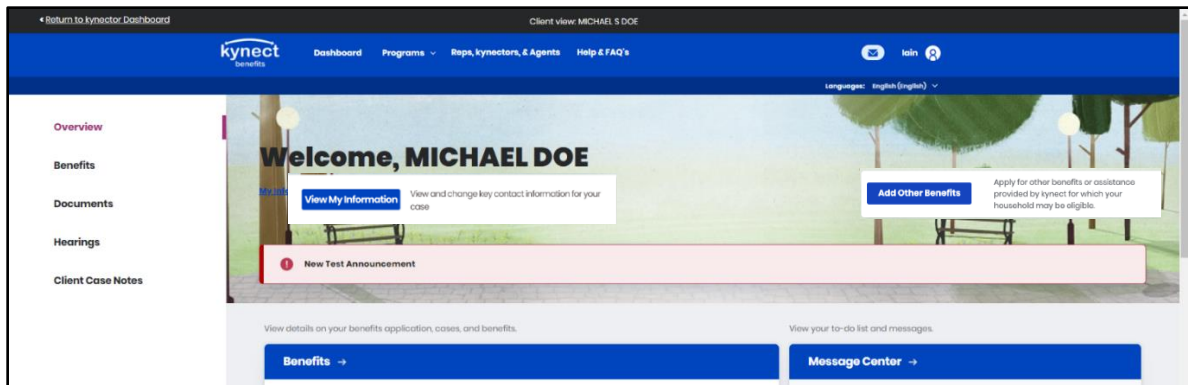 Return to kynector Dashboard
Client view: MICHAEL S DOE
kynect
benefits
Dashboard
Programs
Reps, kynectors, & Agents
Help & FAQ's
Iain
Languages: English (English)
Overview
Benefits
Documents
Hearings
Client Case Notes
Welcome, MICHAEL DOE
View My Information
View and change key contact information for your
case
Add Other Benefits
Apply for other benefits or assistance
provided by kynect for which your
household may be eligible.
New Test Announcement
View details on your benefits application, cases, and benefits.
View your to-do list and messages.
Benefits →
Message Center →